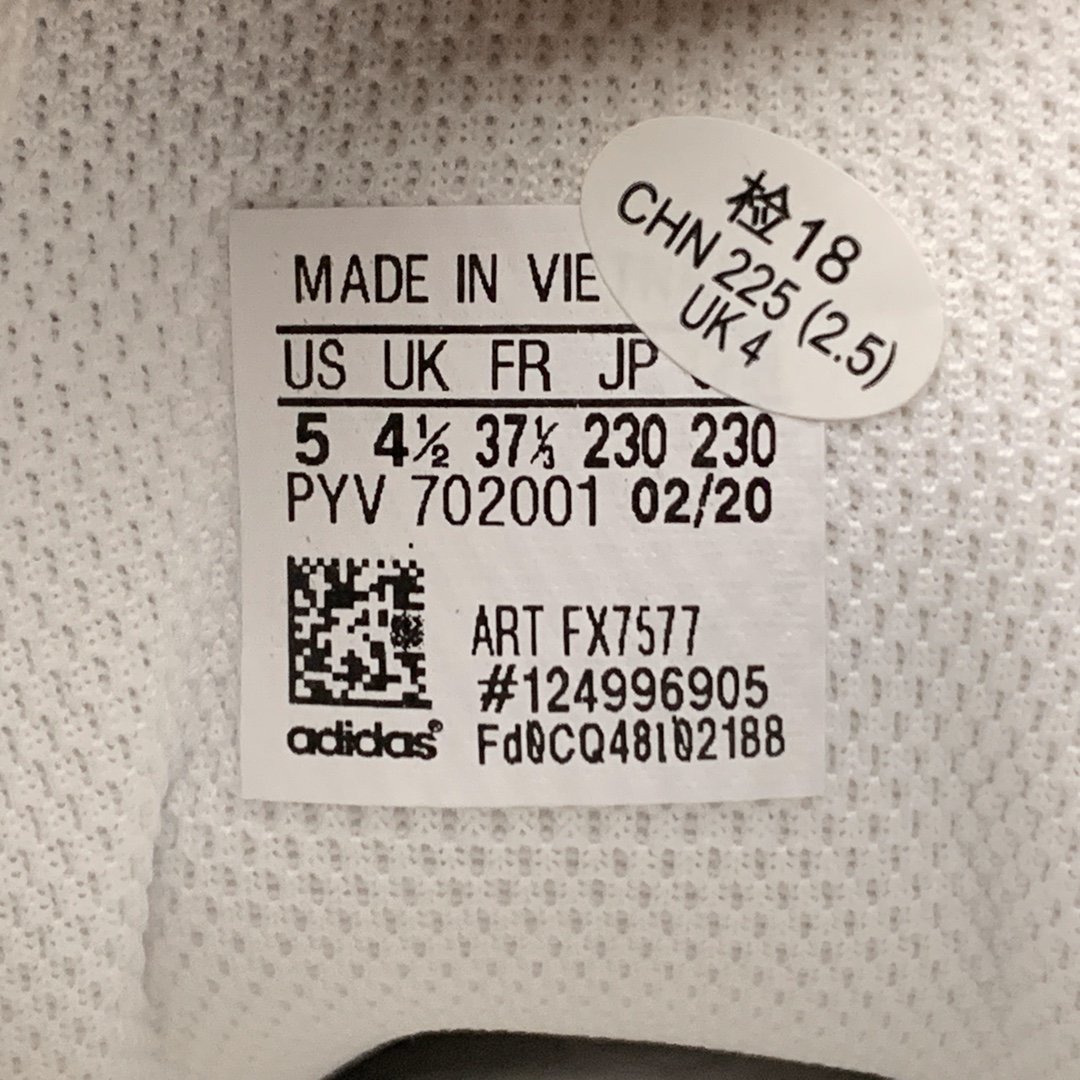 检18
CHN 225 (2.5)
UK 4
MADE IN VIE
US UK FR JP
5 4½ 37⅓ 230 230
PYV 702001 02/20
ART FX7577
#124996905
adidas®